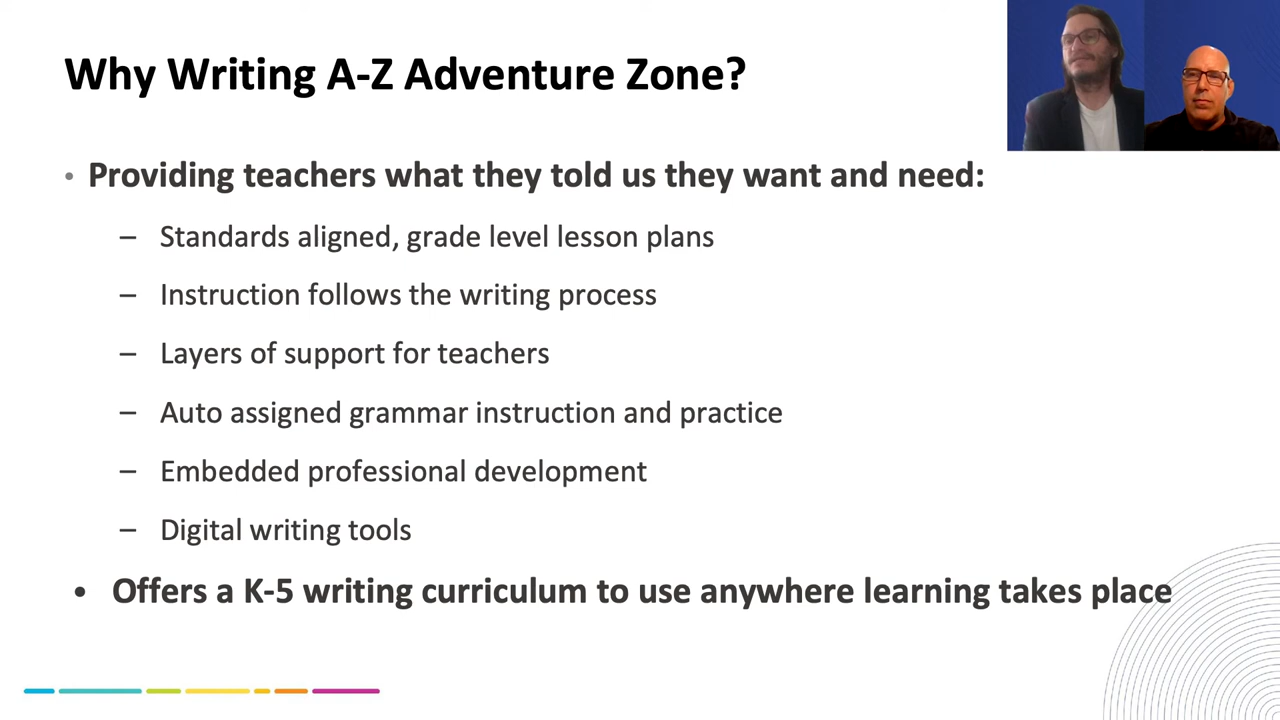 Why Writing A-Z Adventure Zone?
• Providing teachers what they told us they want and need:
– Standards aligned, grade level lesson plans
– Instruction follows the writing process
– Layers of support for teachers
– Auto assigned grammar instruction and practice
– Embedded professional development
– Digital writing tools
• Offers a K-5 writing curriculum to use anywhere learning takes place